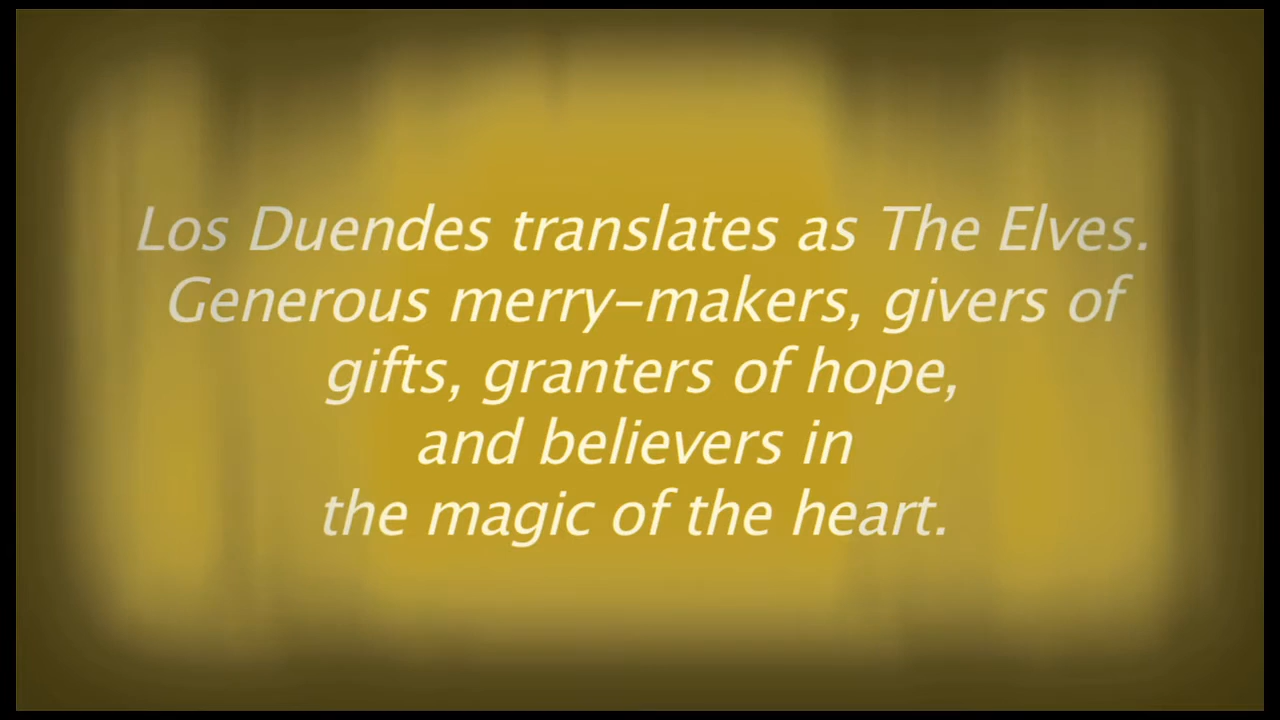 Los Duendes translates as The Elves.
Generous merry-makers, givers of
gifts, granters of hope,
and believers in
the magic of the heart.